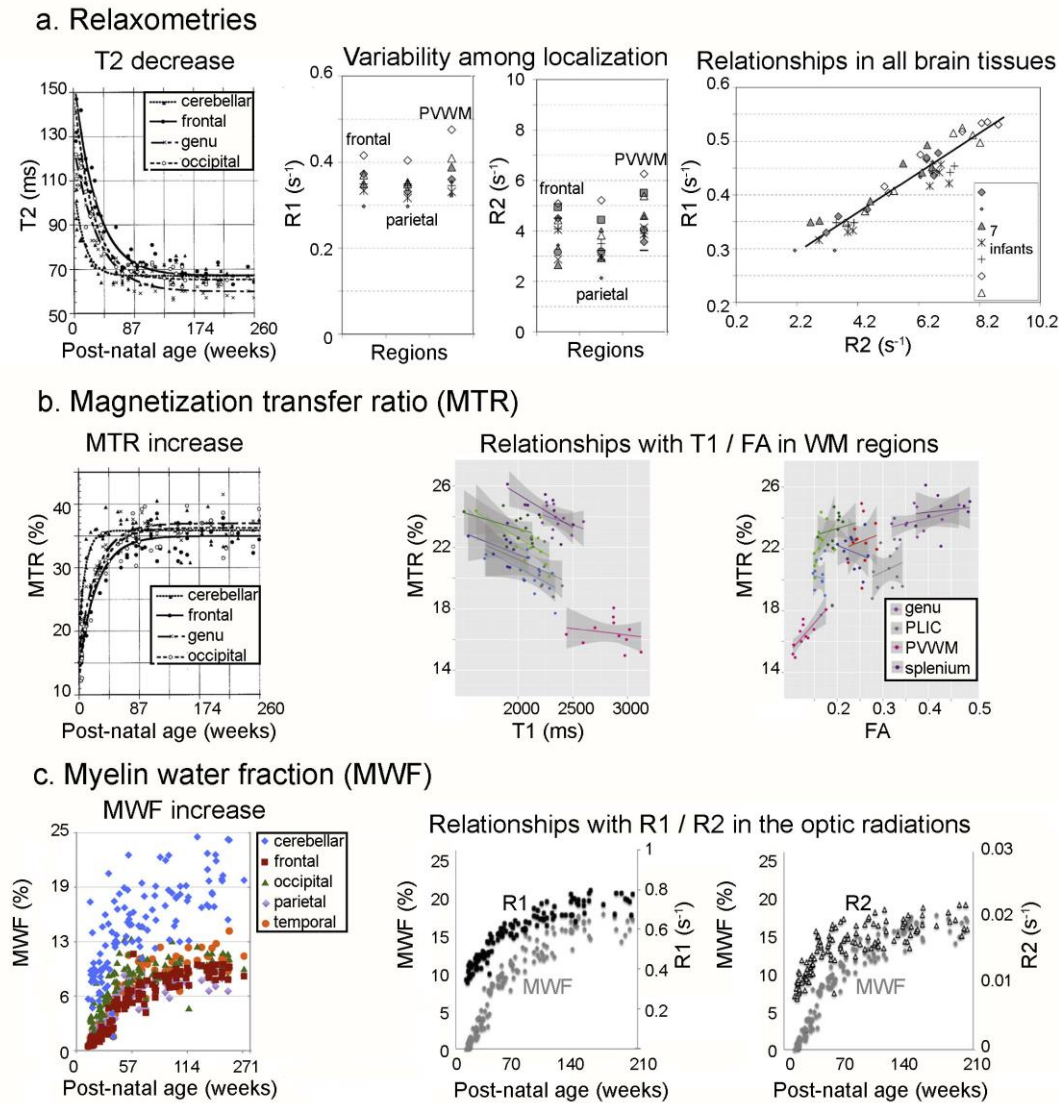 a. Relaxometries
T2 decrease
Variability among localization
Relationships in all brain tissues
150
130
110
90
70
50
T2 (ms)
cerebellar
frontal
genu
occipital
0 87 174 260
Post-natal age (weeks)
0.6
0.4
0.2
0
R1 (s-1)
frontal
PVWM
parietal
Regions
10
8
6
4
2
0
R2 (s-1)
frontal
PVWM
parietal
Regions
0.6
0.5
0.4
0.3
0.2
R1 (s-1)
7
infants
0.2 2.2 4.2 6.2 8.2 10.2
R2 (s-1)
b. Magnetization transfer ratio (MTR)
MTR increase
Relationships with T1 / FA in WM regions
40
30
20
10
MTR (%)
cerebellar
frontal
genu
occipital
0 87 174 260
Post-natal age (weeks)
26
22
18
14
MTR (%)
2000 2500 3000
T1 (ms)
26
22
18
14
MTR (%)
genu
PLIC
PVWM
splenium
0.2 0.3 0.4 0.5
FA
c. Myelin water fraction (MWF)
MWF increase
Relationships with R1 / R2 in the optic radiations
25
19
13
6
0
MWF (%)
cerebellar
frontal
occipital
parietal
temporal
0 57 114 271
Post-natal age (weeks)
25
20
15
10
5
0
MWF (%)
R1
MWF
1
0.8
0.6
0.4
0.2
0
R1 (s-1)
70 140 210
Post-natal age (weeks)
25
20
15
10
5
0
MWF (%)
R2
MWF
0.03
0.02
0.01
0
R2 (s-1)
70 140 210
Post-natal age (weeks)